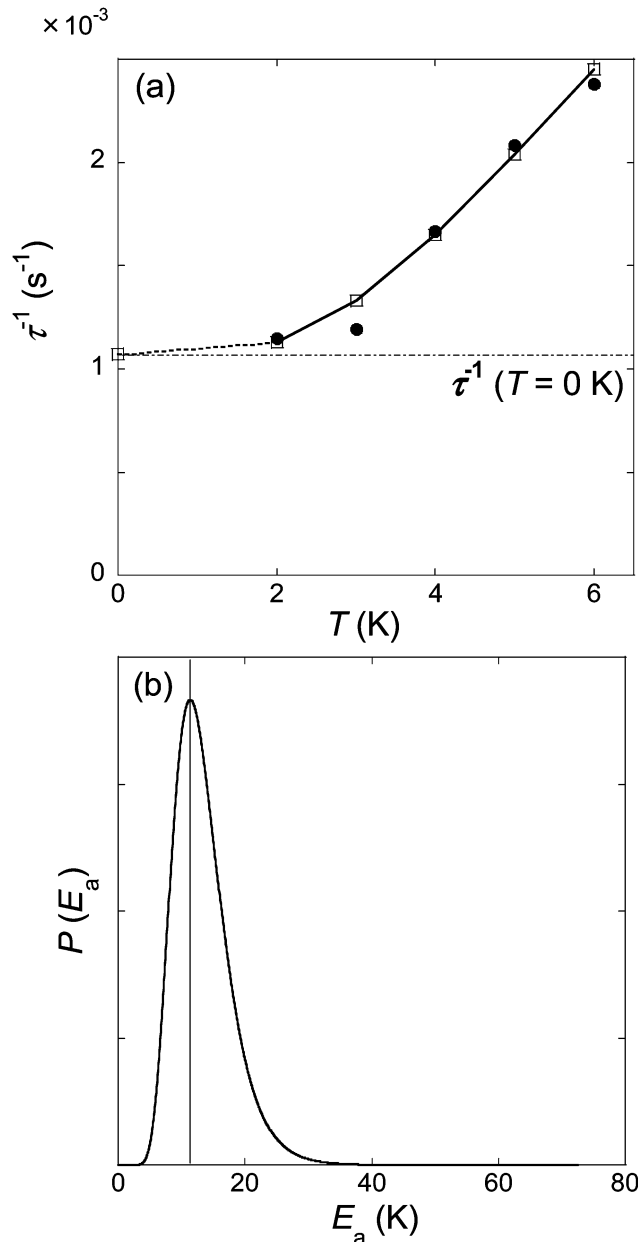 × 10⁻³
(a)
2
1
0
τ⁻¹ (s⁻¹)
τ⁻¹ (T = 0 K)
0 2 4 6
T (K)
(b)
P (Eₐ)
0 20 40 60 80
Eₐ (K)